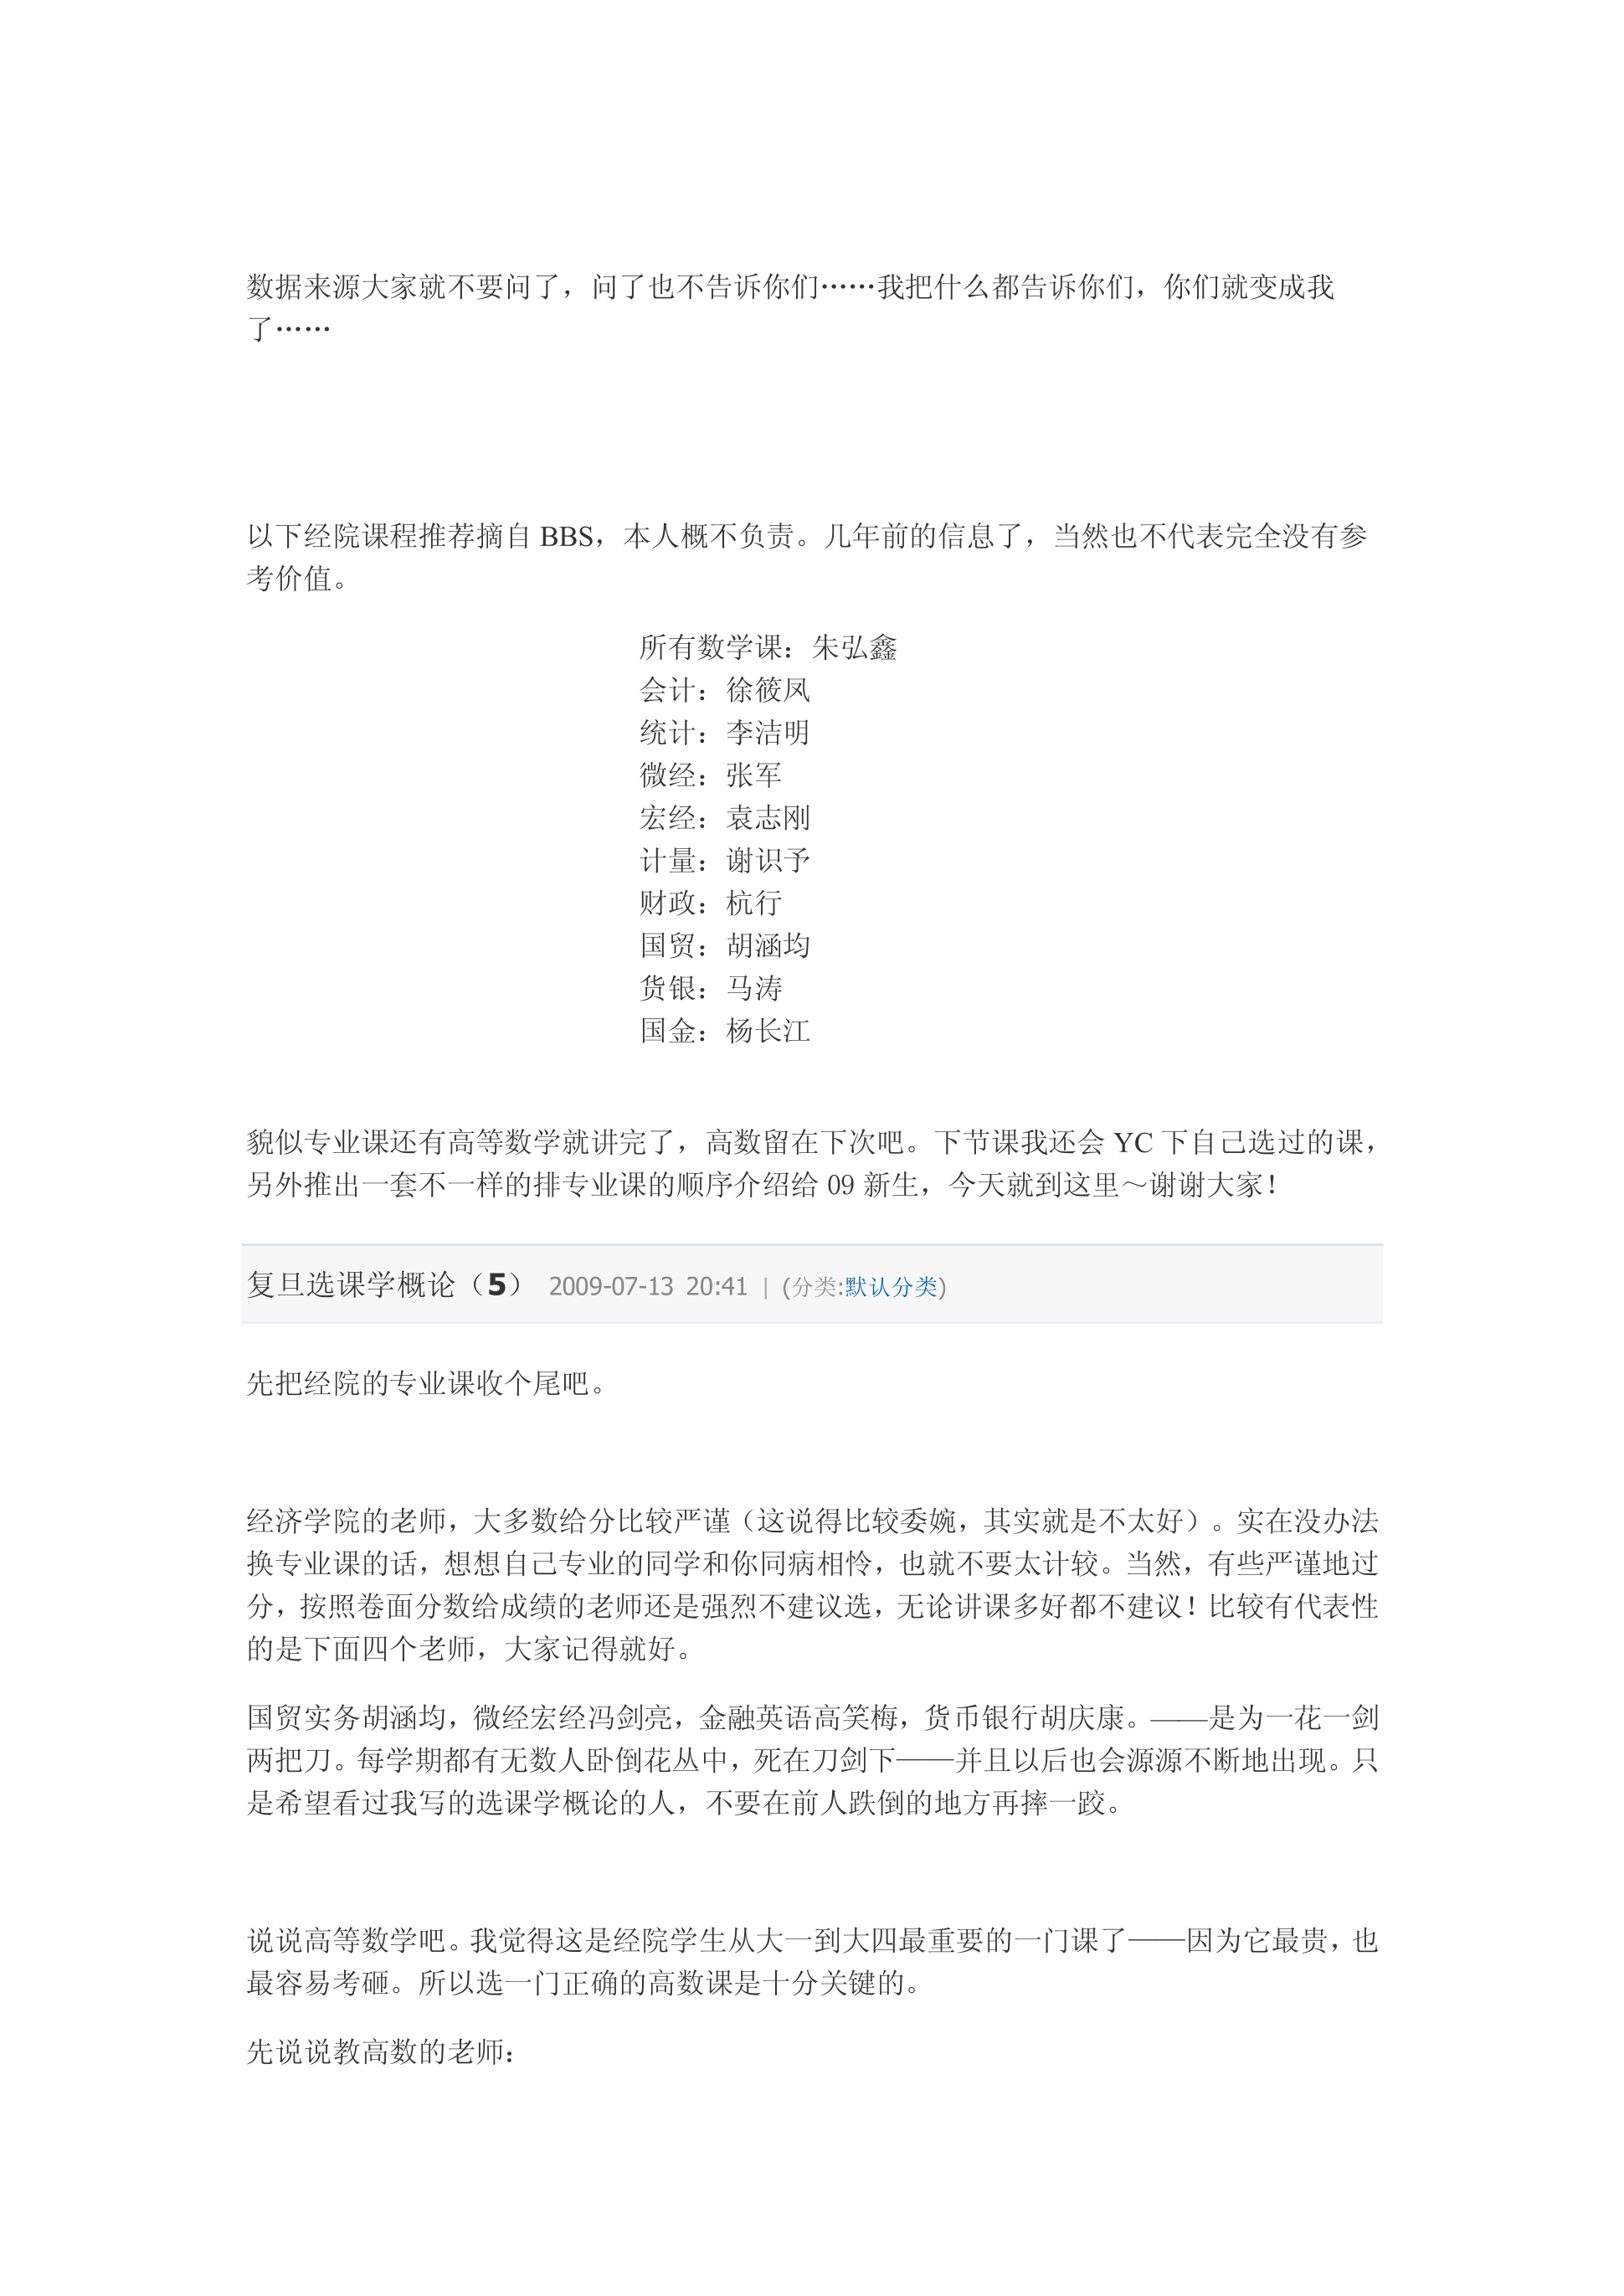 数据来源大家就不要问了，问了也不告诉你们……我把什么都告诉你们，你们就变成我
了……
以下经院课程推荐摘自 BBS，本人概不负责。几年前的信息了，当然也不代表完全没有参
考价值。
所有数学课：朱弘鑫
会计：徐筱凤
统计：李洁明
微经：张军
宏经：袁志刚
计量：谢识予
财政：杭行
国贸：胡涵均
货银：马涛
国金：杨长江
貌似专业课还有高等数学就讲完了，高数留在下次吧。下节课我还会 YC 下自己选过的课，
另外推出一套不一样的排专业课的顺序介绍给 09 新生，今天就到这里～谢谢大家！
复旦选课学概论（5） 2009-07-13 20:41 | (分类:默认分类)
先把经院的专业课收个尾吧。
经济学院的老师，大多数给分比较严谨（这说得比较委婉，其实就是不太好）。实在没办法
换专业课的话，想想自己专业的同学和你同病相怜，也就不要太计较。当然，有些严谨地过
分，按照卷面分数给成绩的老师还是强烈不建议选，无论讲课多好都不建议！比较有代表性
的是下面四个老师，大家记得就好。
国贸实务胡涵均，微经宏经冯剑亮，金融英语高笑梅，货币银行胡庆康。——是为一花一剑
两把刀。每学期都有无数人卧倒花丛中，死在刀剑下——并且以后也会源源不断地出现。只
是希望看过我写的选课学概论的人，不要在前人跌倒的地方再摔一跤。
说说高等数学吧。我觉得这是经院学生从大一到大四最重要的一门课了——因为它最贵，也
最容易考砸。所以选一门正确的高数课是十分关键的。
先说说教高数的老师：